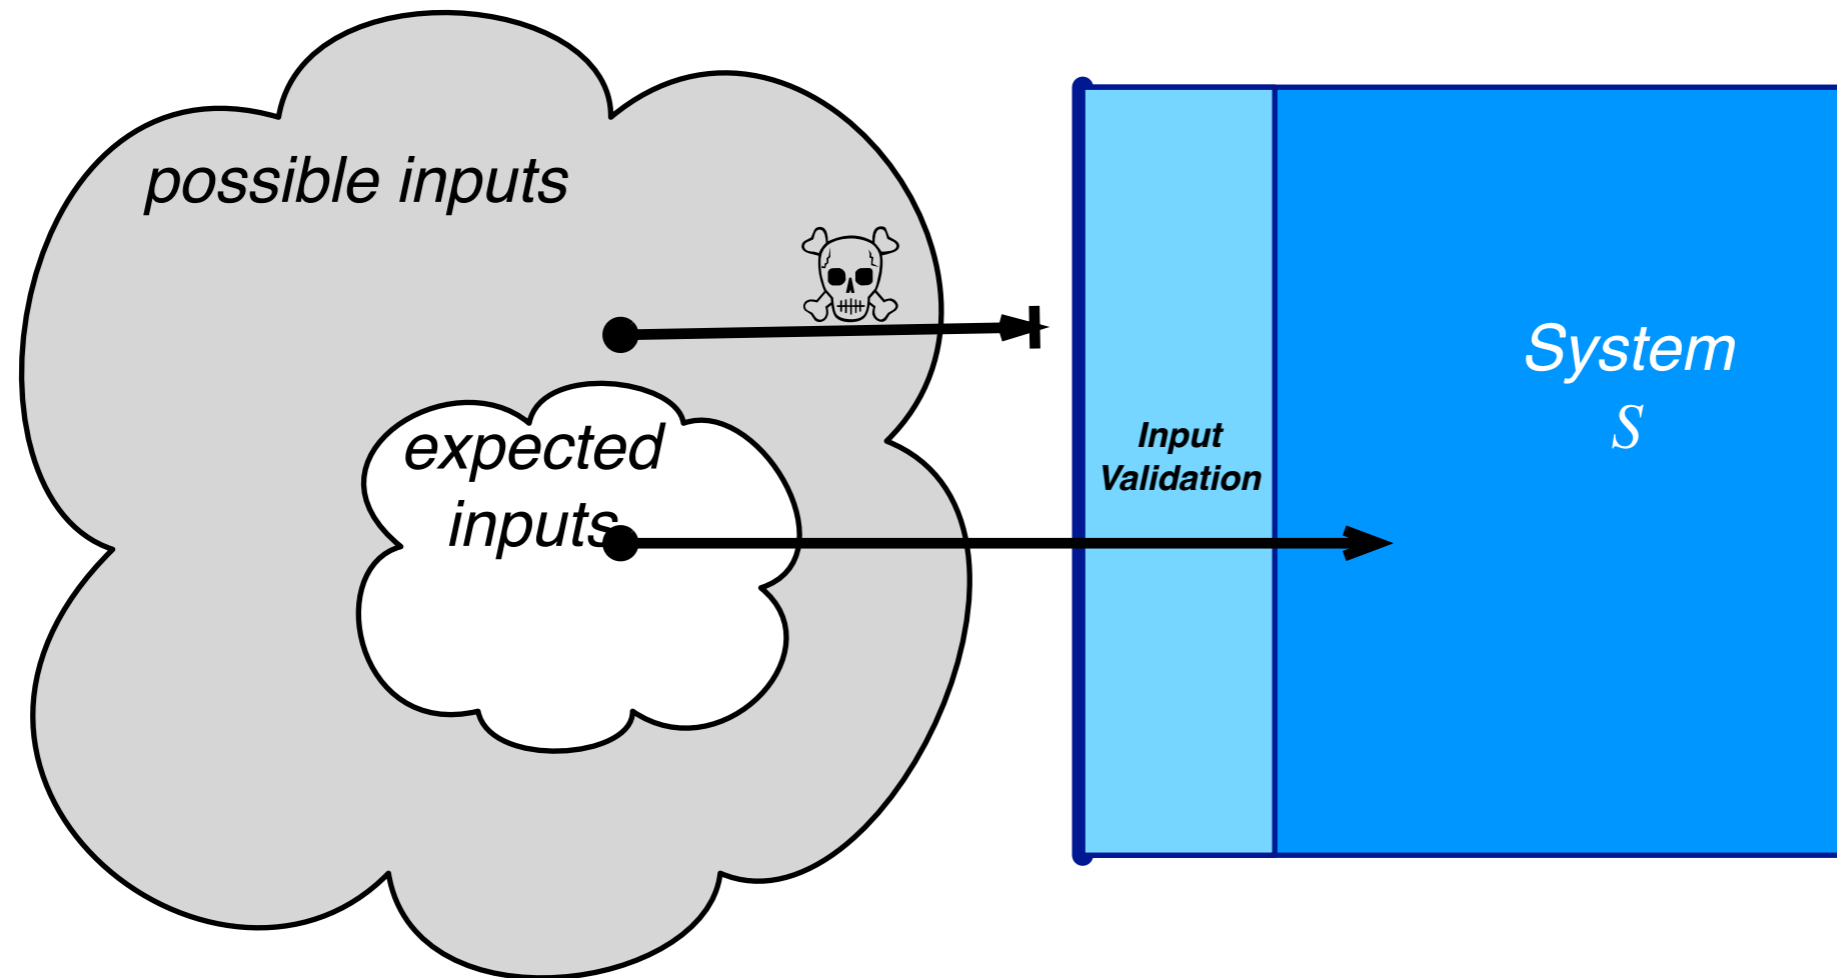 possible inputs
expected
inputs
Input
Validation
System
S